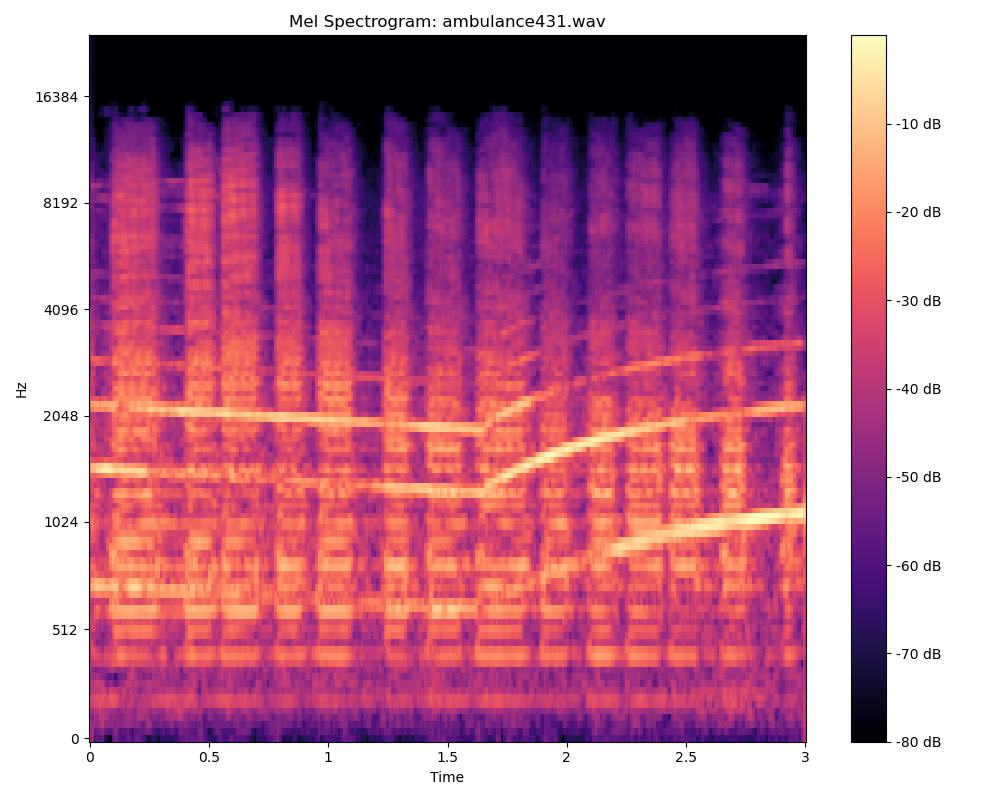 Mel Spectrogram: ambulance431.wav
Hz
16384
8192
4096
2048
1024
512
0
0
0.5
1
1.5
2
2.5
3
Time
-10 dB
-20 dB
-30 dB
-40 dB
-50 dB
-60 dB
-70 dB
-80 dB